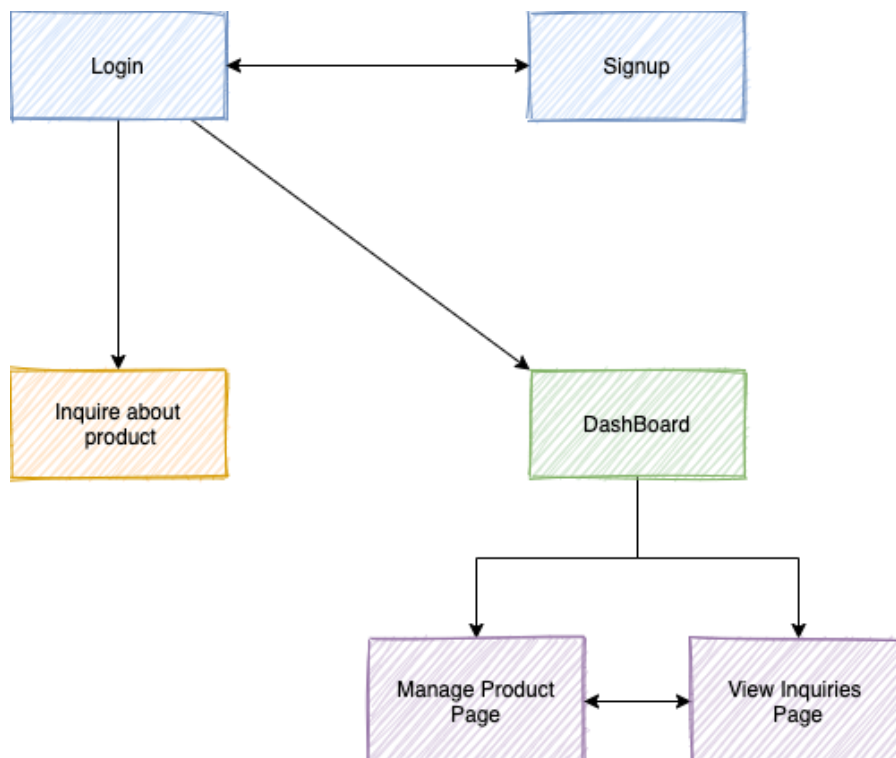 Login
Signup
Inquire about
product
DashBoard
Manage Product
Page
View Inquiries
Page